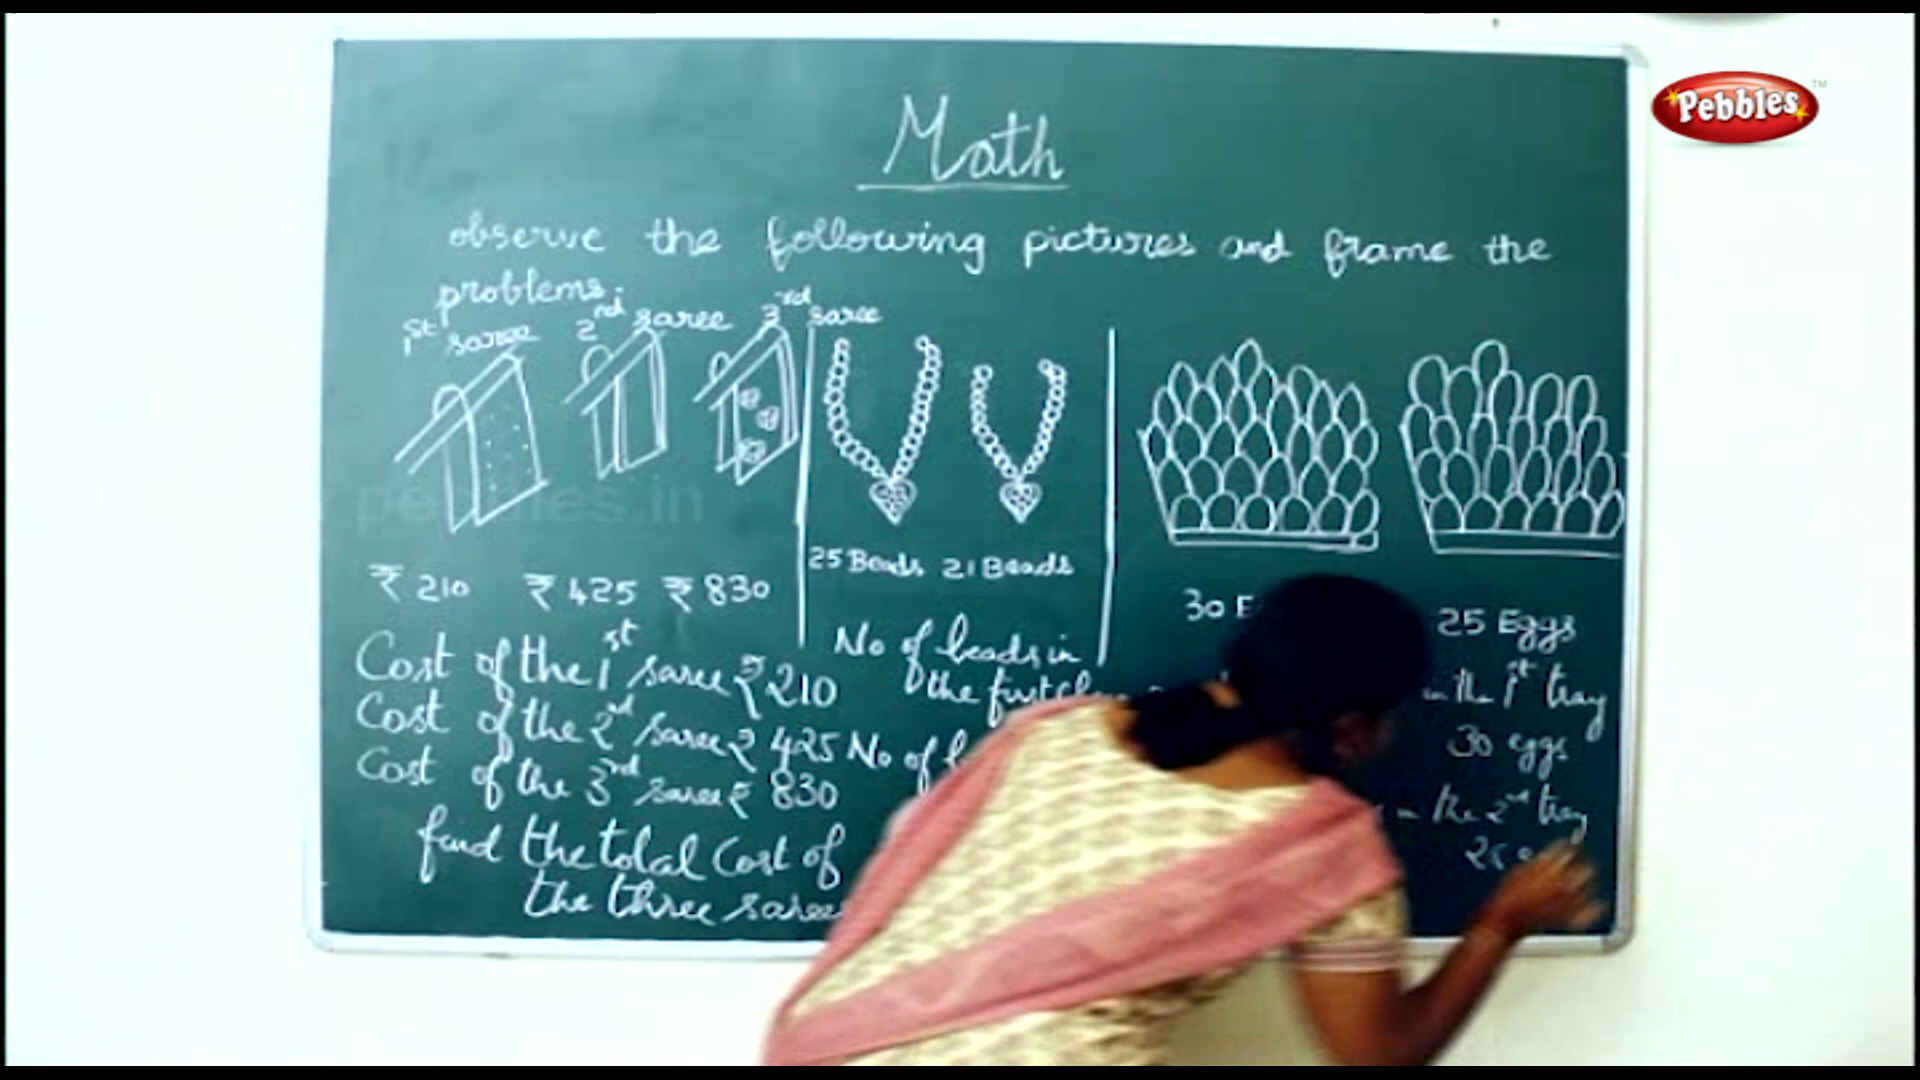 Pebbles
TM
Math
observe the following pictures and frame the
problems.
1st saree 2nd saree 3rd saree
pebbles.in
₹ 210 ₹ 425 ₹ 830
Cost of the 1st saree ₹ 210
Cost of the 2nd saree ₹ 425
Cost of the 3rd saree ₹ 830
find the total Cost of
the three sarees
25 Beads 21 Beads
No of beads in
the first
No of
30 25 Eggs
in the 1st tray
30 eggs
in the 2nd tray